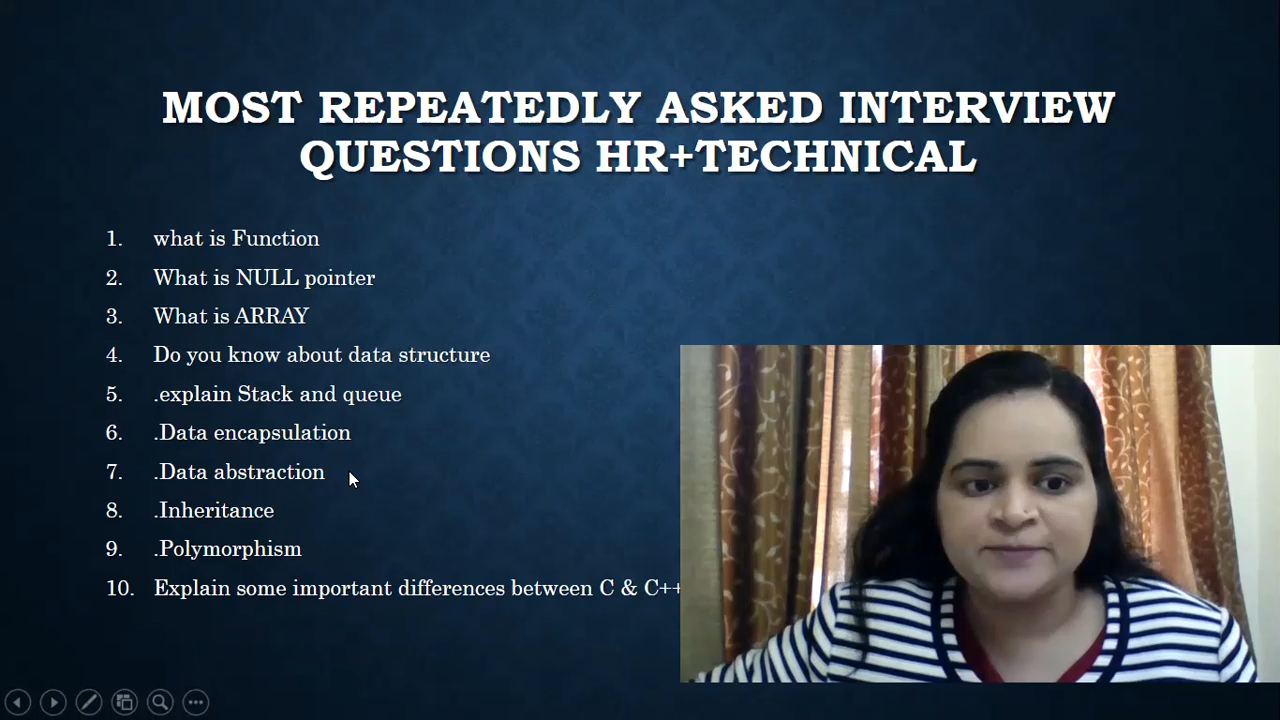 MOST REPEATEDLY ASKED INTERVIEW
QUESTIONS HR+TECHNICAL
1. what is Function
2. What is NULL pointer
3. What is ARRAY
4. Do you know about data structure
5. .explain Stack and queue
6. .Data encapsulation
7. .Data abstraction
8. .Inheritance
9. .Polymorphism
10. Explain some important differences between C & C++